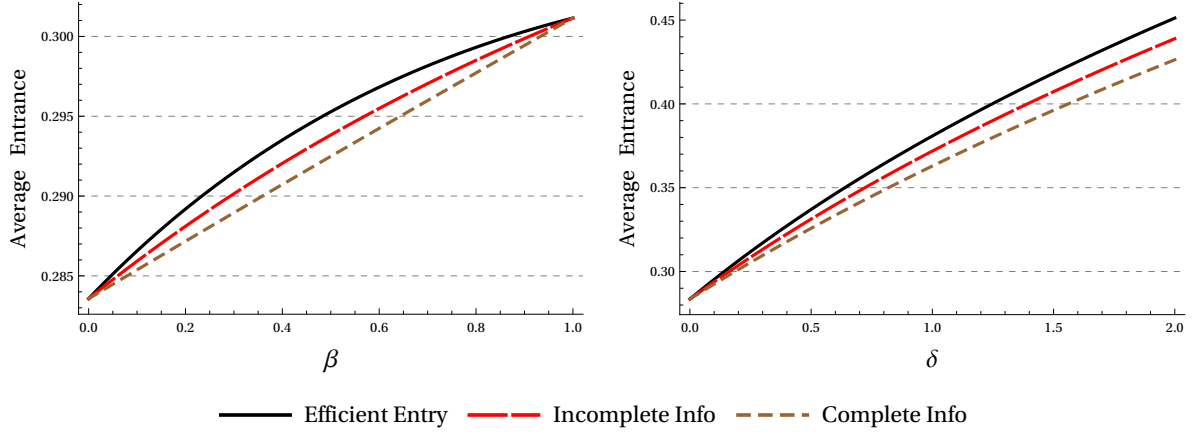 Average Entrance
0.300
0.295
0.290
0.285
0.0 0.2 0.4 0.6 0.8 1.0
β
Average Entrance
0.45
0.40
0.35
0.30
0.0 0.5 1.0 1.5 2.0
δ
Efficient Entry Incomplete Info Complete Info